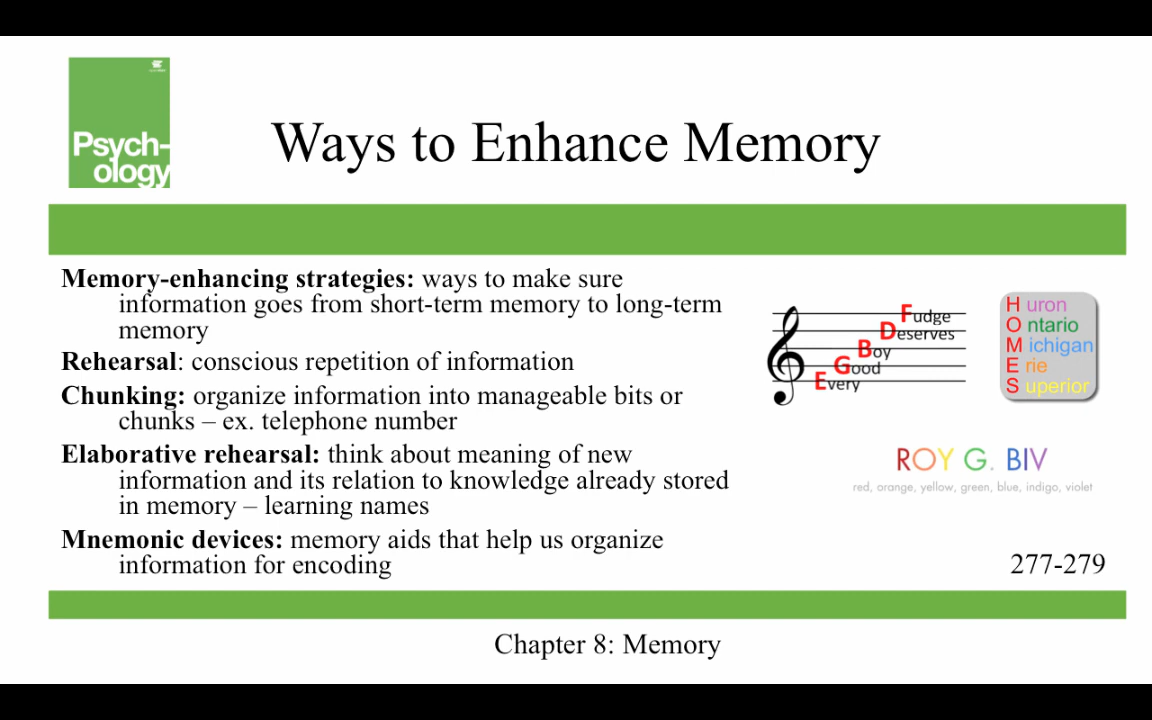 Psych-
ology
Ways to Enhance Memory
Memory-enhancing strategies: ways to make sure
information goes from short-term memory to long-term
memory
Rehearsal: conscious repetition of information
Chunking: organize information into manageable bits or
chunks – ex. telephone number
Elaborative rehearsal: think about meaning of new
information and its relation to knowledge already stored
in memory – learning names
Mnemonic devices: memory aids that help us organize
information for encoding
Fudge
Deserves
Boy
Good
Every
H uron
O ntario
M ichigan
E rie
S uperior
ROY G. BIV
red, orange, yellow, green, blue, indigo, violet
277-279
Chapter 8: Memory